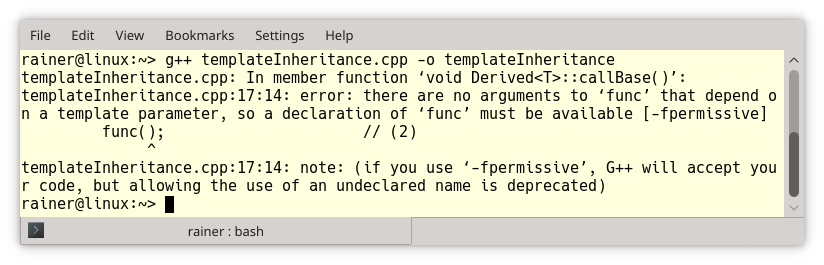 File Edit View Bookmarks Settings Help
rainer@linux:~> g++ templateInheritance.cpp -o templateInheritance
templateInheritance.cpp: In member function ‘void Derived<T>::callBase()’:
templateInheritance.cpp:17:14: error: there are no arguments to ‘func’ that depend o
n a template parameter, so a declaration of ‘func’ must be available [-fpermissive]
         func();                      // (2)
              ^
templateInheritance.cpp:17:14: note: (if you use ‘-fpermissive’, G++ will accept you
r code, but allowing the use of an undeclared name is deprecated)
rainer@linux:~>
rainer : bash